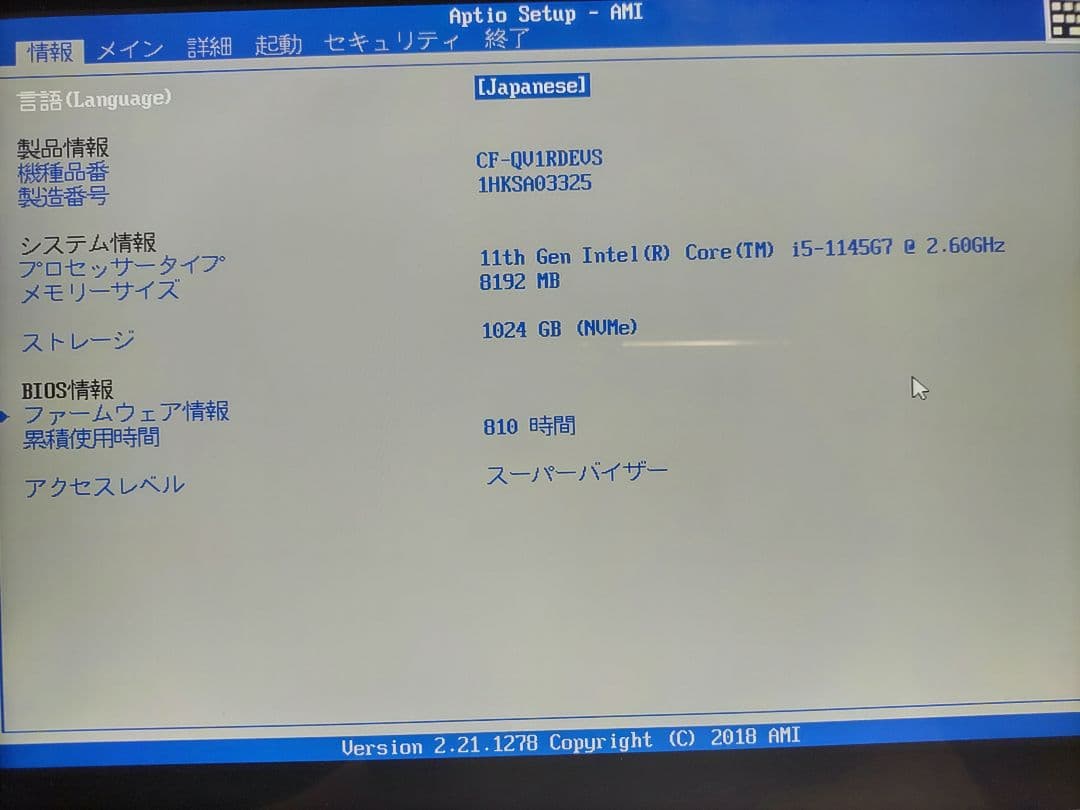 Aptio Setup - AMI
情報 メイン 詳細 起動 セキュリティ 終了
言語(Language) [Japanese]
製品情報
機種品番 CF-QV1RDEVS
製造番号 1HKSA03325
システム情報
プロセッサータイプ 11th Gen Intel(R) Core(TM) i5-1145G7 @ 2.60GHz
メモリーサイズ 8192 MB
ストレージ 1024 GB (NVMe)
BIOS情報
ファームウェア情報
累積使用時間 810 時間
アクセスレベル スーパーバイザー
Version 2.21.1278 Copyright (C) 2018 AMI